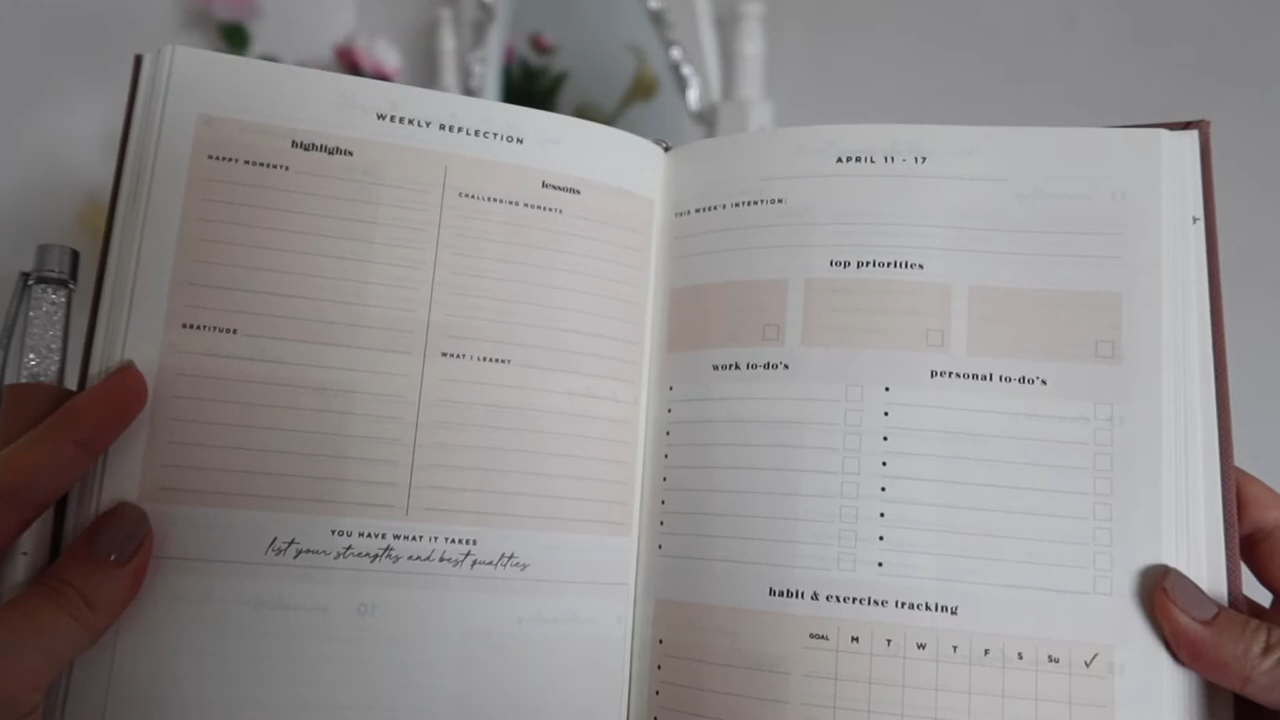 WEEKLY REFLECTION
highlights
HAPPY MOMENTS
GRATITUDE
lessons
CHALLENGING MOMENTS
WHAT I LEARNT
YOU HAVE WHAT IT TAKES
list your strengths and best qualities
APRIL 11 - 17
THIS WEEK'S INTENTION:
top priorities
work to-do's
personal to-do's
habit & exercise tracking
GOAL M T W T F S Su ✓